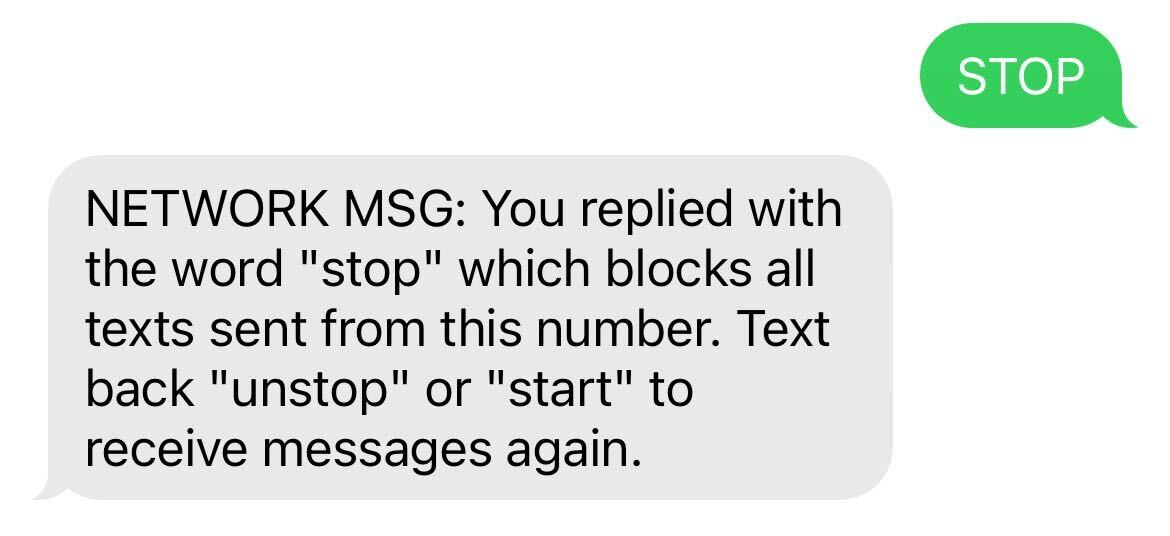 STOP
NETWORK MSG: You replied with
the word "stop" which blocks all
texts sent from this number. Text
back "unstop" or "start" to
receive messages again.